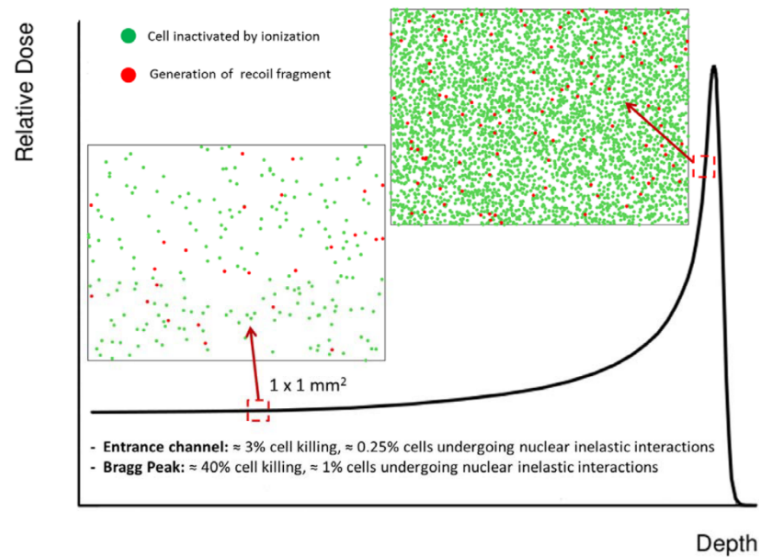 Relative Dose
Cell inactivated by ionization
Generation of recoil fragment
1 x 1 mm²
- Entrance channel: ≈ 3% cell killing, ≈ 0.25% cells undergoing nuclear inelastic interactions
- Bragg Peak: ≈ 40% cell killing, ≈ 1% cells undergoing nuclear inelastic interactions
Depth